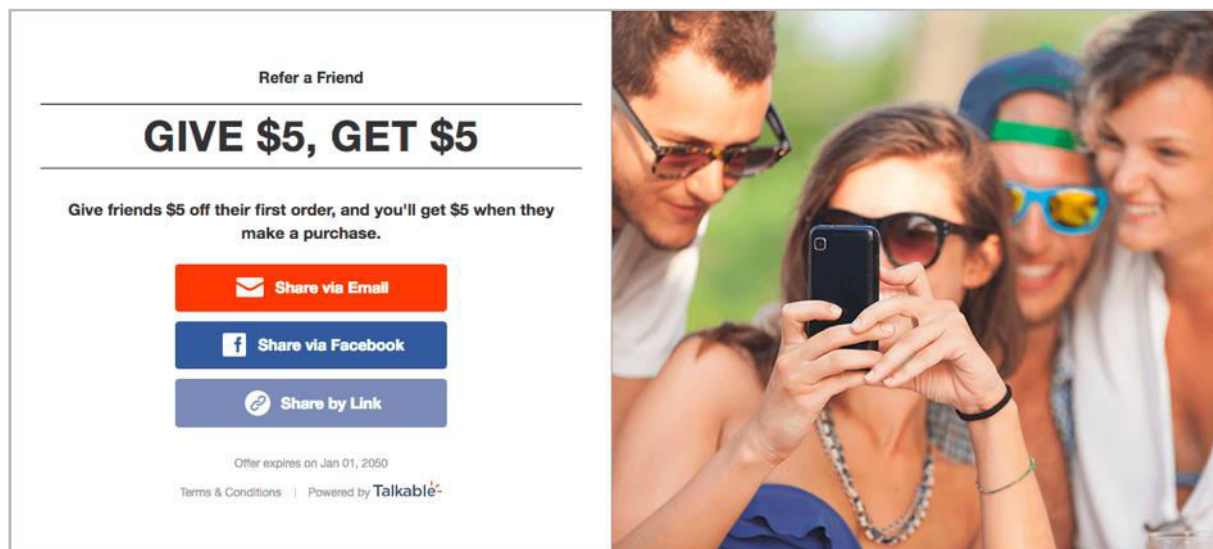 Refer a Friend
GIVE $5, GET $5
Give friends $5 off their first order, and you'll get $5 when they
make a purchase.
Share via Email
f Share via Facebook
Share by Link
Offer expires on Jan 01, 2050
Terms & Conditions | Powered by Talkable